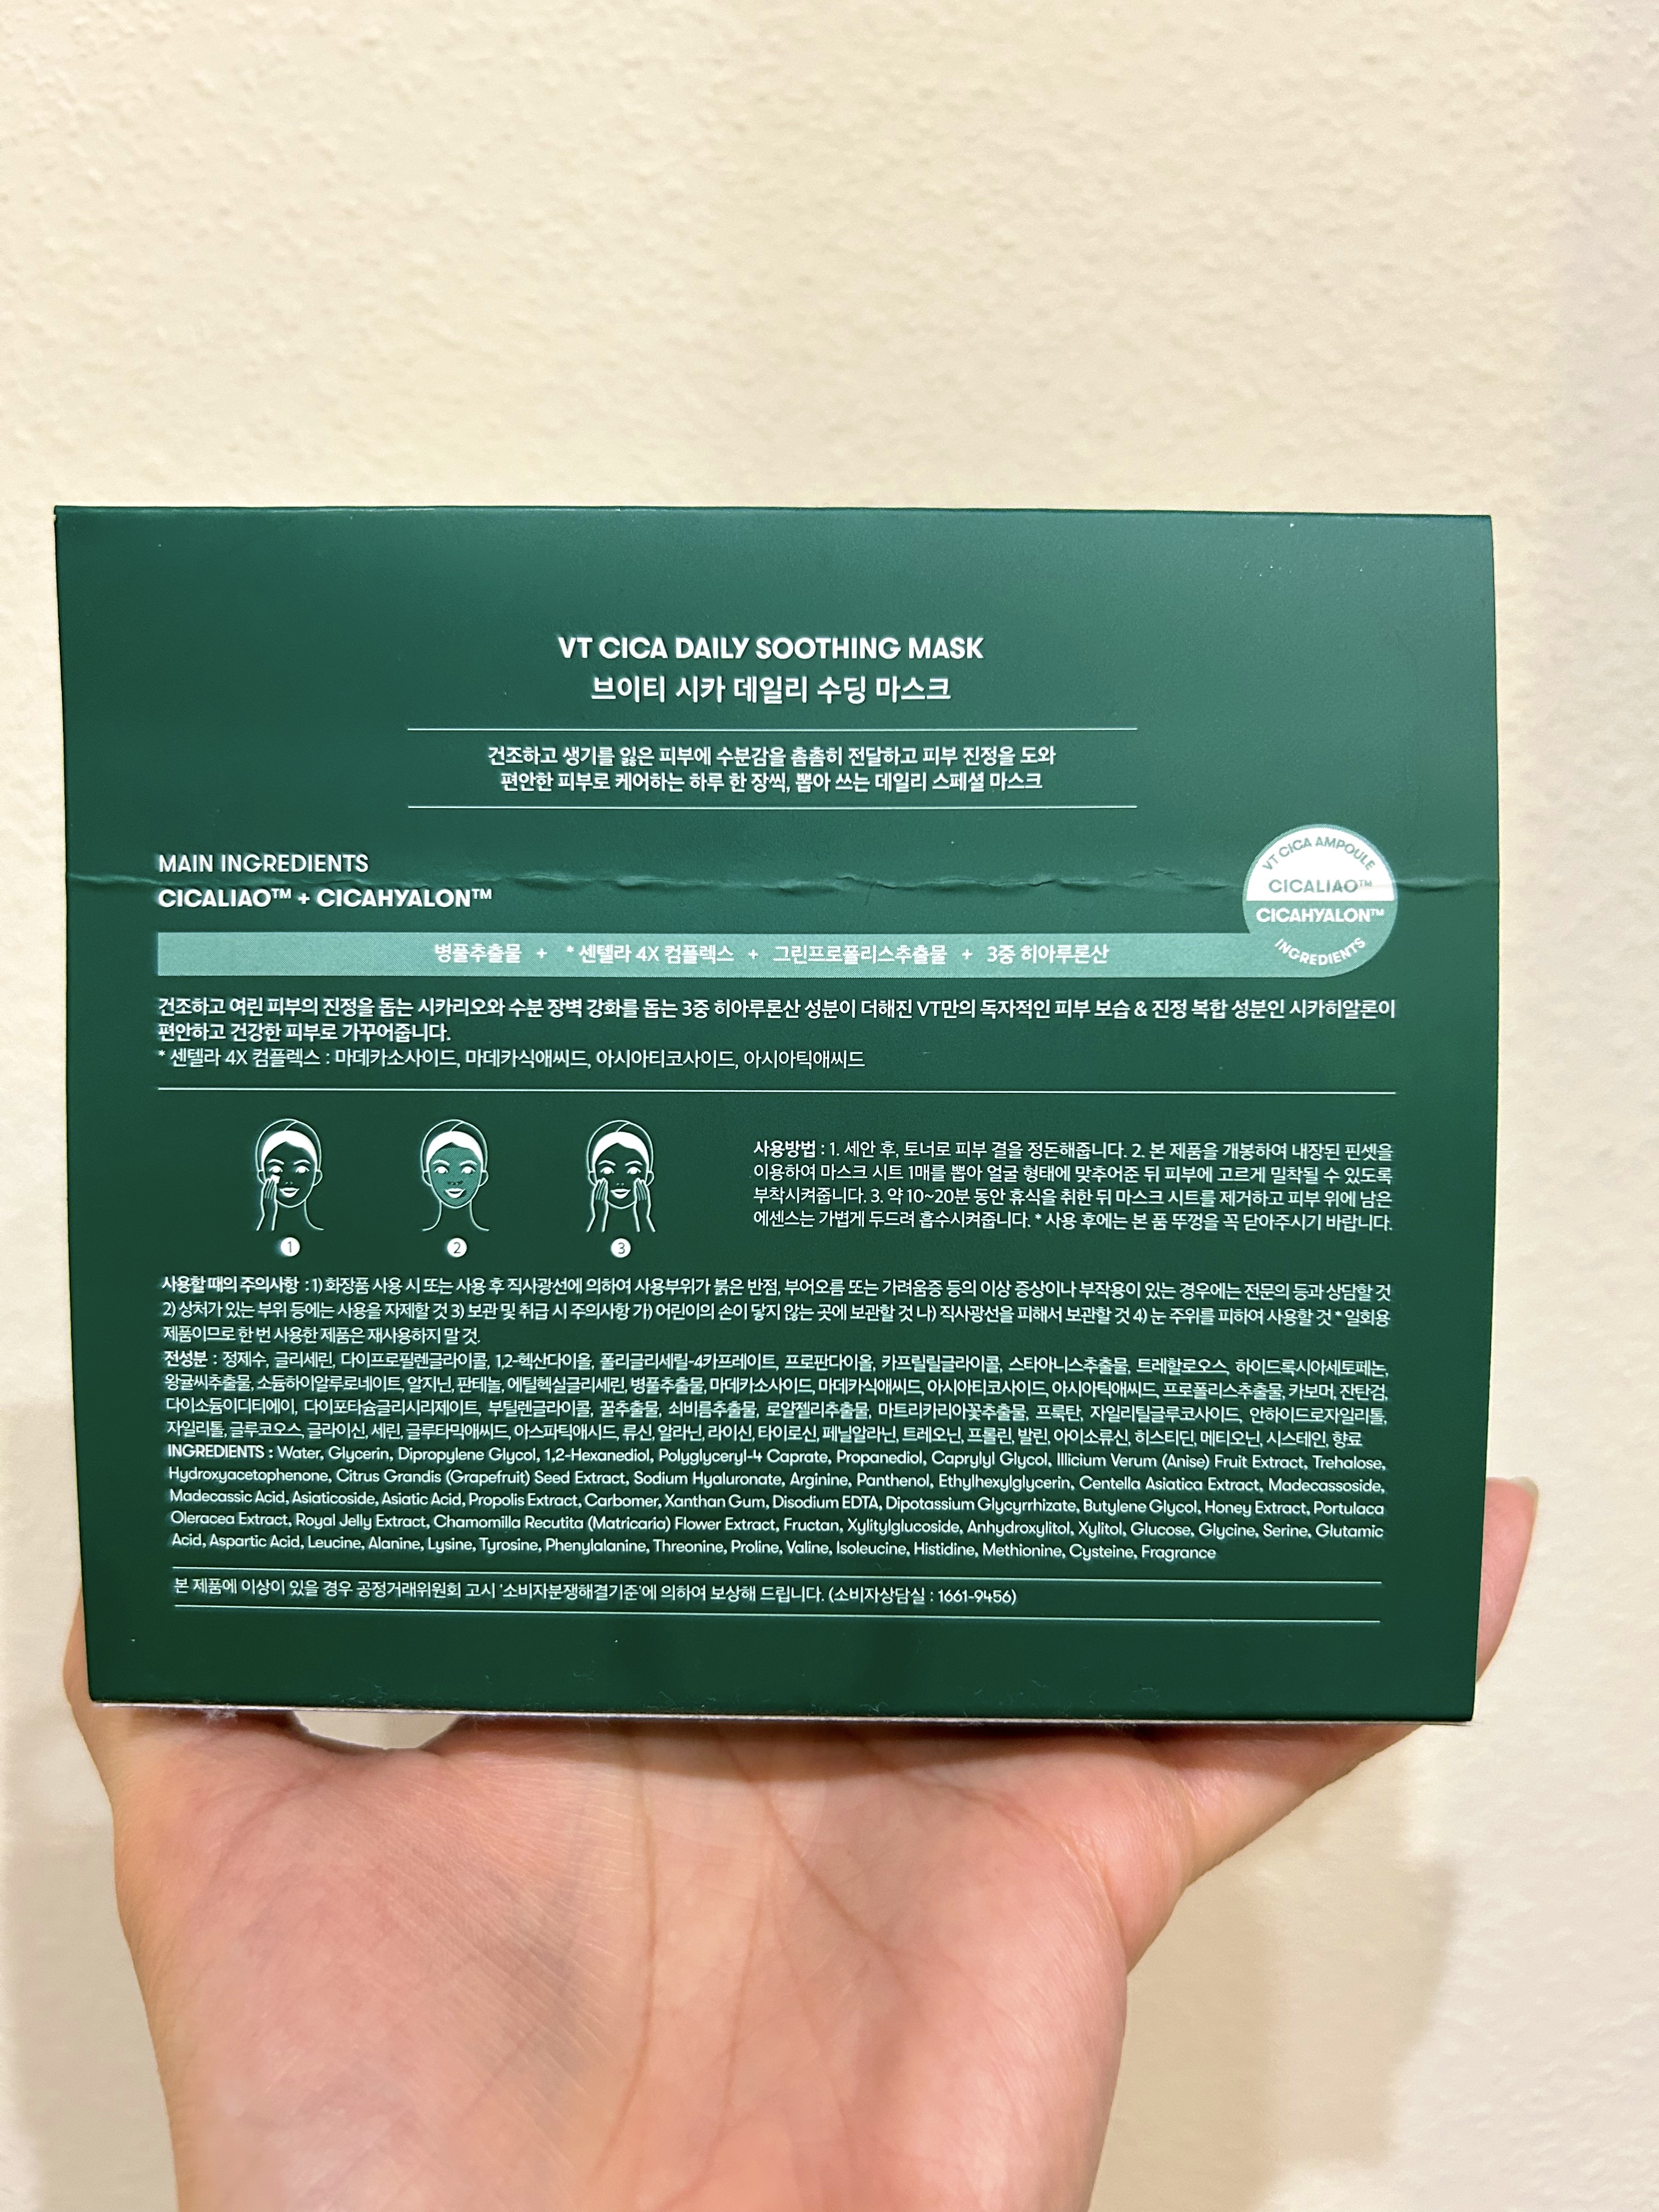 VT CICA DAILY SOOTHING MASK
브이티 시카 데일리 수딩 마스크
건조하고 생기를 잃은 피부에 수분감을 촘촘히 전달하고 피부 진정을 도와
편안한 피부로 케어하는 하루 한 장씩, 뽑아 쓰는 데일리 스페셜 마스크
MAIN INGREDIENTS
CICALIAO™ + CICAHYALON™
VT CICA AMPOULE
CICALIAO™
CICAHYALON™
INGREDIENTS
병풀추출물 + * 센텔라 4X 컴플렉스 + 그린프로폴리스추출물 + 3중 히아루론산
건조하고 여린 피부의 진정을 돕는 시카리오와 수분 장벽 강화를 돕는 3중 히아루론산 성분이 더해진 VT만의 독자적인 피부 보습 & 진정 복합 성분인 시카히알론이
편안하고 건강한 피부로 가꾸어줍니다.
* 센텔라 4X 컴플렉스 : 마데카소사이드, 마데카식애씨드, 아시아티코사이드, 아시아틱애씨드
1
2
3
사용방법 : 1. 세안 후, 토너로 피부 결을 정돈해줍니다. 2. 본 제품을 개봉하여 내장된 핀셋을
이용하여 마스크 시트 1매를 뽑아 얼굴 형태에 맞추어준 뒤 피부에 고르게 밀착될 수 있도록
부착시켜줍니다. 3. 약 10~20분 동안 휴식을 취한 뒤 마스크 시트를 제거하고 피부 위에 남은
에센스는 가볍게 두드려 흡수시켜줍니다. * 사용 후에는 본 품 뚜껑을 꼭 닫아주시기 바랍니다.
사용할 때의 주의사항 : 1) 화장품 사용 시 또는 사용 후 직사광선에 의하여 사용부위가 붉은 반점, 부어오름 또는 가려움증 등의 이상 증상이나 부작용이 있는 경우에는 전문의 등과 상담할 것
2) 상처가 있는 부위 등에는 사용을 자제할 것 3) 보관 및 취급 시 주의사항 가) 어린이의 손이 닿지 않는 곳에 보관할 것 나) 직사광선을 피해서 보관할 것 4) 눈 주위를 피하여 사용할 것 * 일회용
제품이므로 한 번 사용한 제품은 재사용하지 말 것.
전성분 : 정제수, 글리세린, 다이프로필렌글라이콜, 1,2-헥산다이올, 폴리글리세릴-4카프레이트, 프로판다이올, 카프릴릴글라이콜, 스타아니스추출물, 트레할로오스, 하이드록시아세토페논,
왕귤씨추출물, 소듐하이알루로네이트, 알지닌, 판테놀, 에틸헥실글리세린, 병풀추출물, 마데카소사이드, 마데카식애씨드, 아시아티코사이드, 아시아틱애씨드, 프로폴리스추출물, 카보머, 잔탄검,
다이소듐이디티에이, 다이포타슘글리시리제이트, 부틸렌글라이콜, 꿀추출물, 쇠비름추출물, 로얄젤리추출물, 마트리카리아꽃추출물, 프룩탄, 자일리틸글루코사이드, 안하이드로자일리톨,
자일리톨, 글루코오스, 글라이신, 세린, 글루타믹애씨드, 아스파틱애시드, 류신, 알라닌, 라이신, 타이로신, 페닐알라닌, 트레오닌, 프롤린, 발린, 아이소류신, 히스티딘, 메티오닌, 시스테인, 향료
INGREDIENTS : Water, Glycerin, Dipropylene Glycol, 1,2-Hexanediol, Polyglyceryl-4 Caprate, Propanediol, Caprylyl Glycol, Illicium Verum (Anise) Fruit Extract, Trehalose,
Hydroxyacetophenone, Citrus Grandis (Grapefruit) Seed Extract, Sodium Hyaluronate, Arginine, Panthenol, Ethylhexylglycerin, Centella Asiatica Extract, Madecassoside,
Madecassic Acid, Asiaticoside, Asiatic Acid, Propolis Extract, Carbomer, Xanthan Gum, Disodium EDTA, Dipotassium Glycyrrhizate, Butylene Glycol, Honey Extract, Portulaca
Oleracea Extract, Royal Jelly Extract, Chamomilla Recutita (Matricaria) Flower Extract, Fructan, Xylitylglucoside, Anhydroxylitol, Xylitol, Glucose, Glycine, Serine, Glutamic
Acid, Aspartic Acid, Leucine, Alanine, Lysine, Tyrosine, Phenylalanine, Threonine, Proline, Valine, Isoleucine, Histidine, Methionine, Cysteine, Fragrance
본 제품에 이상이 있을 경우 공정거래위원회 고시 '소비자분쟁해결기준'에 의하여 보상해 드립니다. (소비자상담실 : 1661-9456)